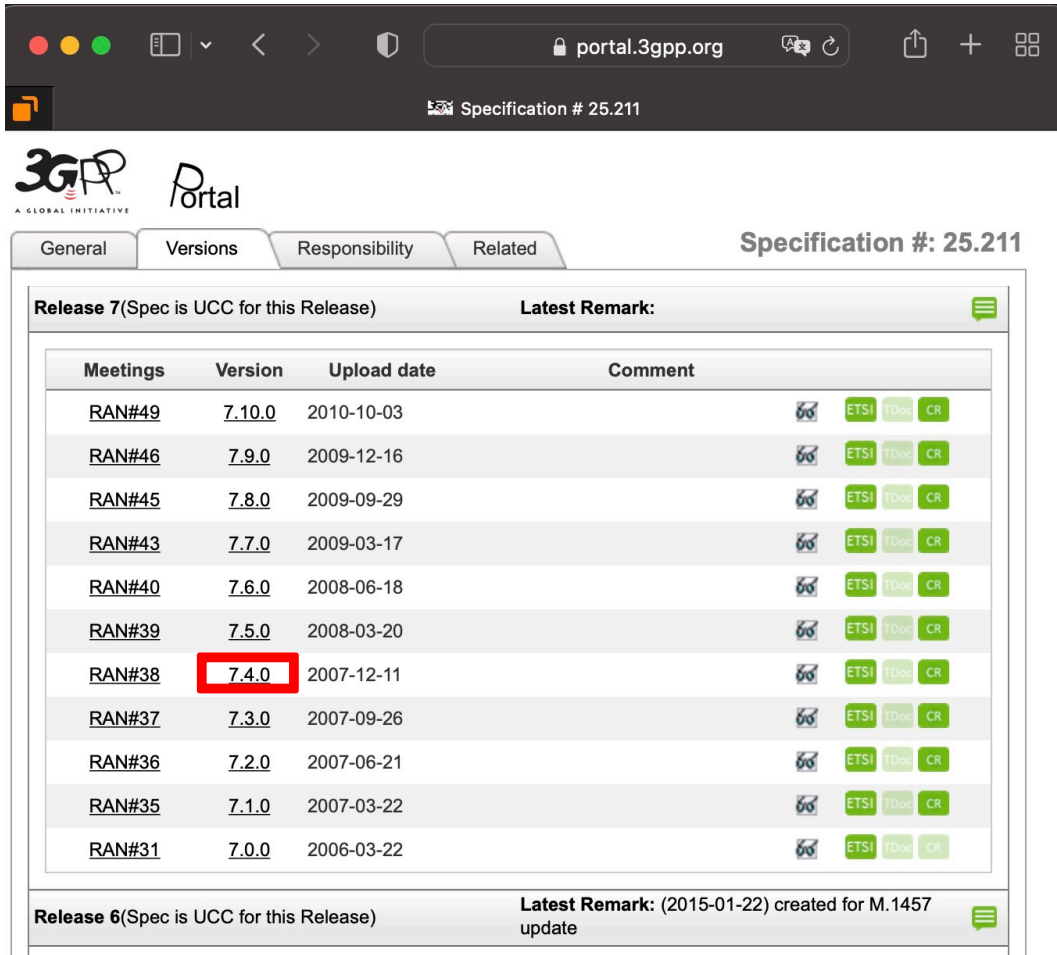 portal.3gpp.org
Specification # 25.211
3GPP™
A GLOBAL INITIATIVE
Portal
General Versions Responsibility Related Specification #: 25.211
Release 7(Spec is UCC for this Release) Latest Remark:
Meetings Version Upload date Comment
RAN#49 7.10.0 2010-10-03 ETSI TDoc CR
RAN#46 7.9.0 2009-12-16 ETSI TDoc CR
RAN#45 7.8.0 2009-09-29 ETSI TDoc CR
RAN#43 7.7.0 2009-03-17 ETSI TDoc CR
RAN#40 7.6.0 2008-06-18 ETSI TDoc CR
RAN#39 7.5.0 2008-03-20 ETSI TDoc CR
RAN#38 7.4.0 2007-12-11 ETSI TDoc CR
RAN#37 7.3.0 2007-09-26 ETSI TDoc CR
RAN#36 7.2.0 2007-06-21 ETSI TDoc CR
RAN#35 7.1.0 2007-03-22 ETSI TDoc CR
RAN#31 7.0.0 2006-03-22 ETSI TDoc CR
Release 6(Spec is UCC for this Release) Latest Remark: (2015-01-22) created for M.1457
update